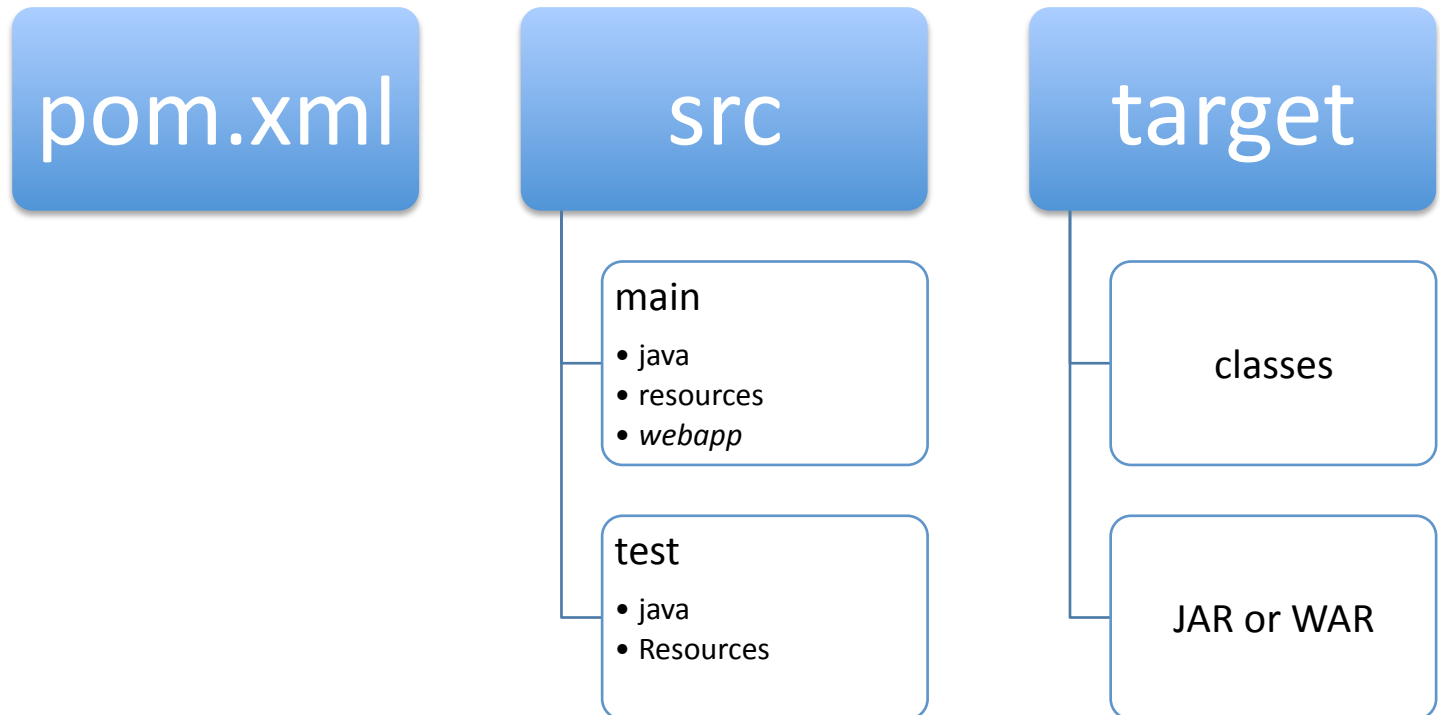 pom.xml
src
main
• java
• resources
• webapp
test
• java
• Resources
target
classes
JAR or WAR